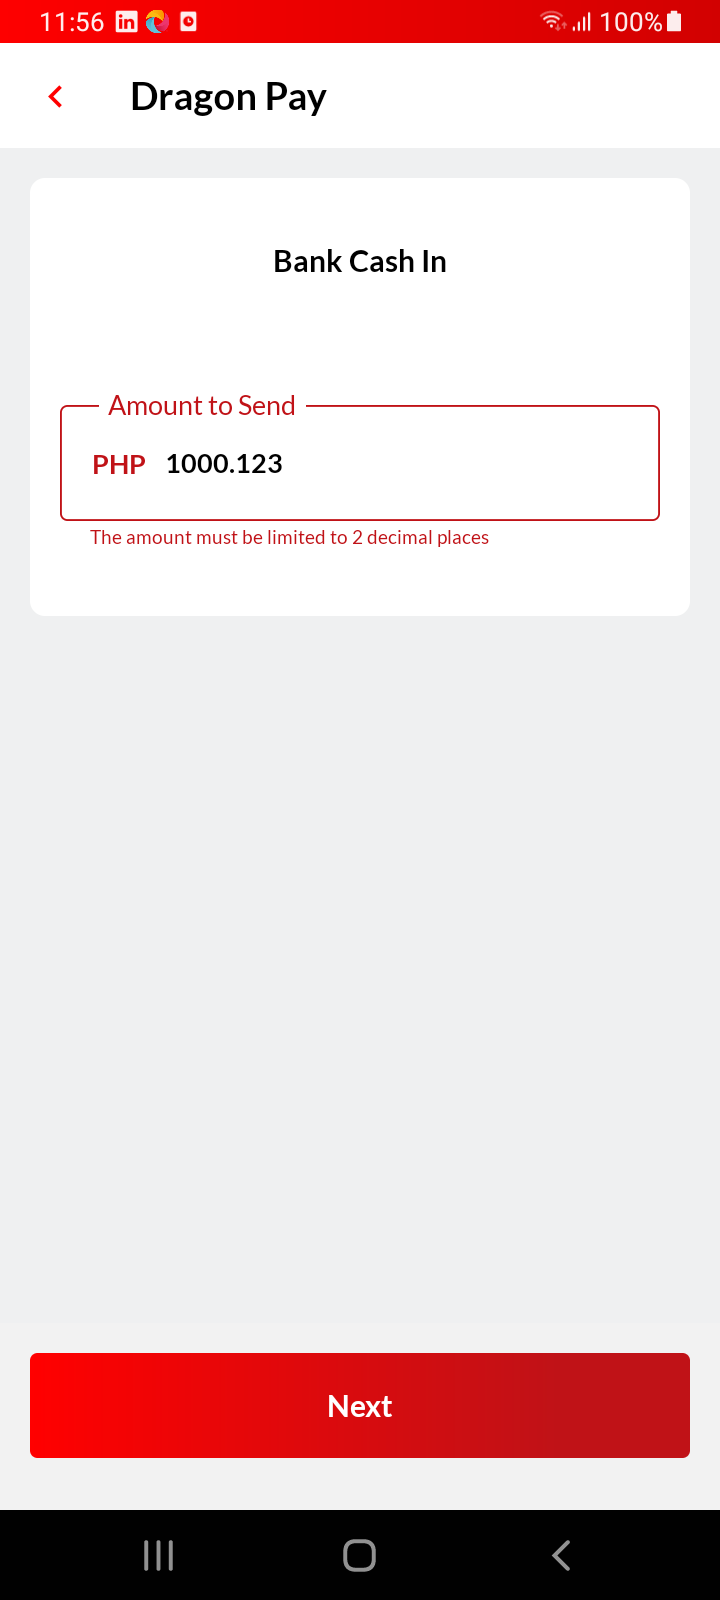 11:56 in 100%
Dragon Pay
Bank Cash In
Amount to Send
PHP 1000.123
The amount must be limited to 2 decimal places
Next